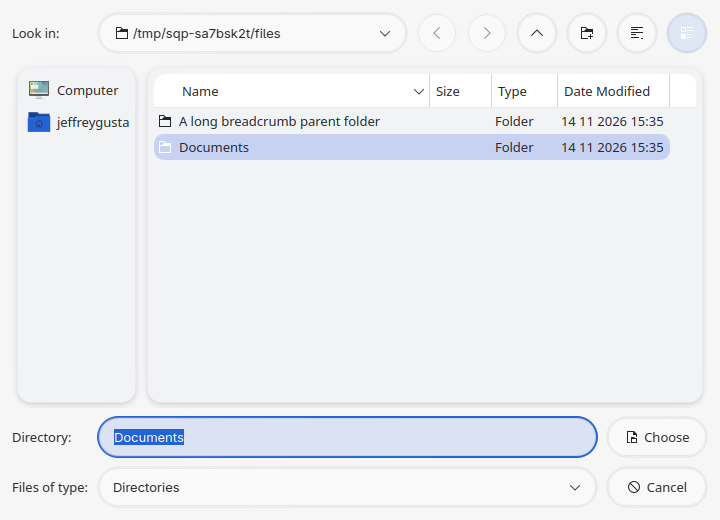 Look in: /tmp/sqp-sa7bsk2t/files
Computer
jeffreygusta
Name Size Type Date Modified
A long breadcrumb parent folder Folder 14 11 2026 15:35
Documents Folder 14 11 2026 15:35
Directory: Documents Choose
Files of type: Directories Cancel